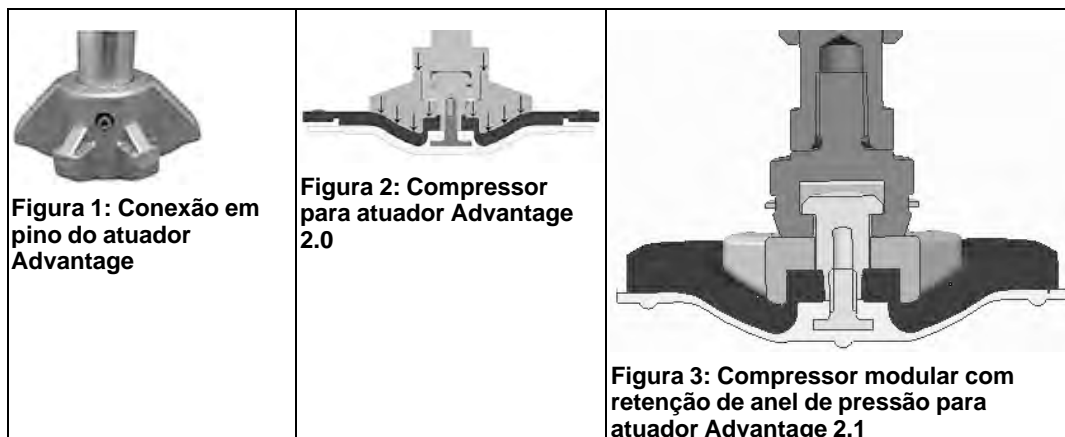 Figura 1: Conexão em
pino do atuador
Advantage
Figura 2: Compressor
para atuador Advantage
2.0
Figura 3: Compressor modular com
retenção de anel de pressão para
atuador Advantage 2.1